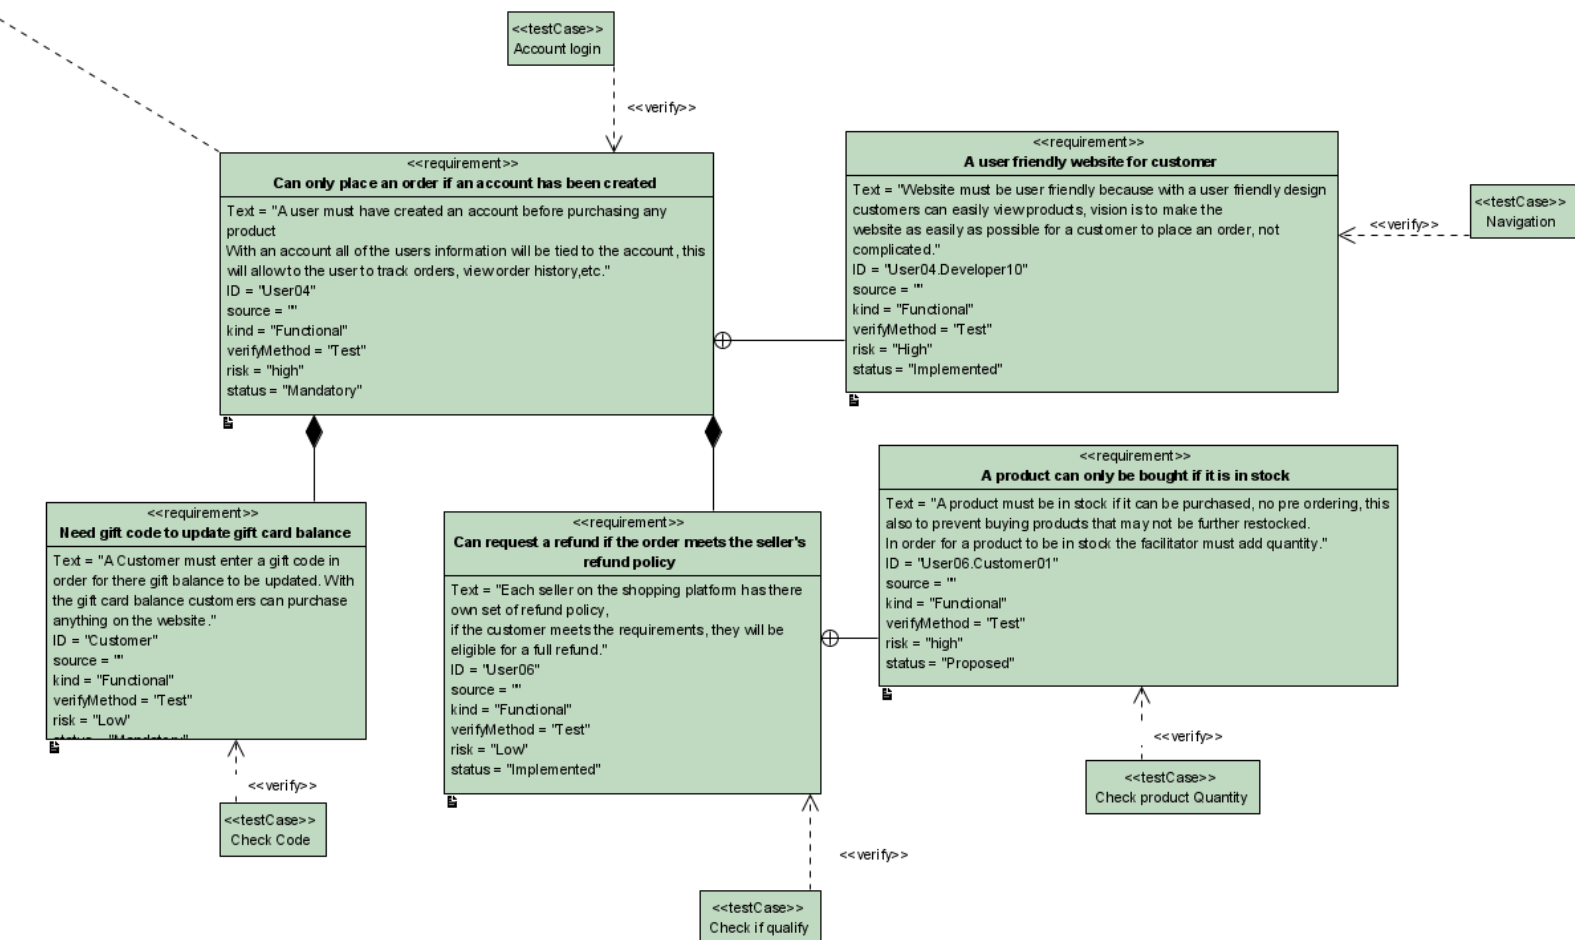 <<testCase>>
Account login
<<verify>>
<<requirement>>
Can only place an order if an account has been created
Text = "A user must have created an account before purchasing any
product
With an account all of the users information will be tied to the account, this
will allow to the user to track orders, view order history,etc."
ID = "User04"
source = ""
kind = "Functional"
verifyMethod = "Test"
risk = "high"
status = "Mandatory"
<<requirement>>
A user friendly website for customer
Text = "Website must be user friendly because with a user friendly design
customers can easily view products, vision is to make the
website as easily as possible for a customer to place an order, not
complicated."
ID = "User04.Developer10"
source = ""
kind = "Functional"
verifyMethod = "Test"
risk = "High"
status = "Implemented"
<<verify>>
<<testCase>>
Navigation
<<requirement>>
Need gift code to update gift card balance
Text = "A Customer must enter a gift code in
order for there gift balance to be updated. With
the gift card balance customers can purchase
anything on the website."
ID = "Customer"
source = ""
kind = "Functional"
verifyMethod = "Test"
risk = "Low"
status = "Mandatory"
<<verify>>
<<testCase>>
Check Code
<<requirement>>
Can request a refund if the order meets the seller's
refund policy
Text = "Each seller on the shopping platform has there
own set of refund policy,
if the customer meets the requirements, they will be
eligible for a full refund."
ID = "User06"
source = ""
kind = "Functional"
verifyMethod = "Test"
risk = "Low"
status = "Implemented"
<<verify>>
<<testCase>>
Check if qualify
<<requirement>>
A product can only be bought if it is in stock
Text = "A product must be in stock if it can be purchased, no pre ordering, this
also to prevent buying products that may not be further restocked.
In order for a product to be in stock the facilitator must add quantity."
ID = "User06.Customer01"
source = ""
kind = "Functional"
verifyMethod = "Test"
risk = "high"
status = "Proposed"
<<verify>>
<<testCase>>
Check product Quantity